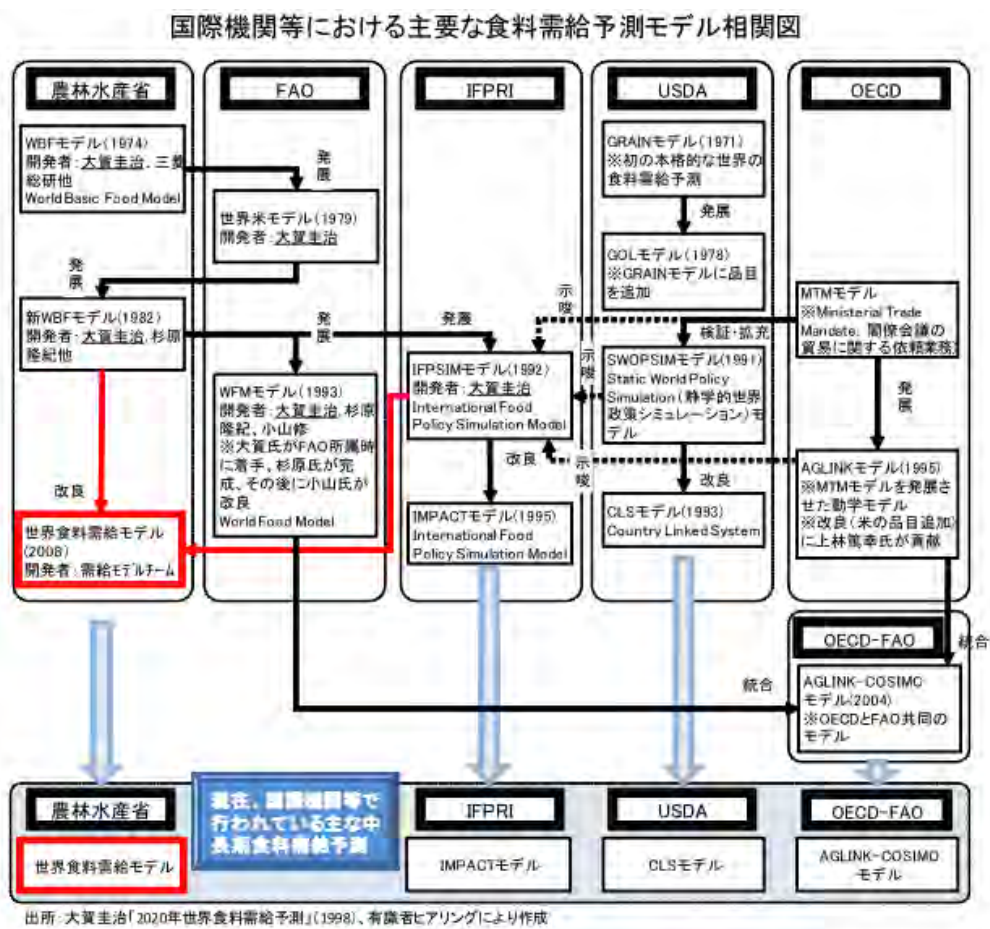 国際機関等における主要な食料需給予測モデル相関図
農林水産省
WBFモデル(1974)
開発者:大賀圭治、三菱
総研他
World Basic Food Model
発
展
新WBFモデル(1982)
開発者:大賀圭治、杉原
隆紀他
改良
世界食料需給モデル
(2008)
開発者:需給モデルチーム
FAO
発
展
世界米モデル(1979)
開発者:大賀圭治
発
展
WFMモデル(1993)
開発者:大賀圭治、杉原
隆紀、小山修
※大賀氏がFAO所属時
に着手、杉原氏が完
成、その後に小山氏が
改良
World Food Model
IFPRI
発展
示
唆
IFPSIMモデル(1992)
開発者:大賀圭治
International Food
Policy Simulation Model
改良
IMPACTモデル(1995)
International Food
Policy Simulation Model
示
唆
示
唆
USDA
GRAINモデル(1971)
※初の本格的な世界の
食料需給予測
発展
GOLモデル(1978)
※GRAINモデルに品目
を追加
検証・拡充
SWOPSIMモデル(1991)
Static World Policy
Simulation(静学的世界
政策シミュレーション)モ
デル
改良
CLSモデル(1993)
Country Linked System
OECD
MTMモデル
※Ministerial Trade
Mandate、閣僚会議の
貿易に関する依頼業務)
発
展
AGLINKモデル(1995)
※MTMモデルを発展さ
せた動学モデル
※改良(米の品目追加)
に上林篤幸氏が貢献
統合
OECD-FAO
統合
AGLINK-COSIMO
モデル(2004)
※OECDとFAO共同の
モデル
農林水産省
世界食料需給モデル
現在、国際機関等で
行われている主な中
長期食料需給予測
IFPRI
IMPACTモデル
USDA
CLSモデル
OECD-FAO
AGLINK-COSIMO
モデル
出所:大賀圭治「2020年世界食料需給予測」(1998)、有識者ヒアリングにより作成